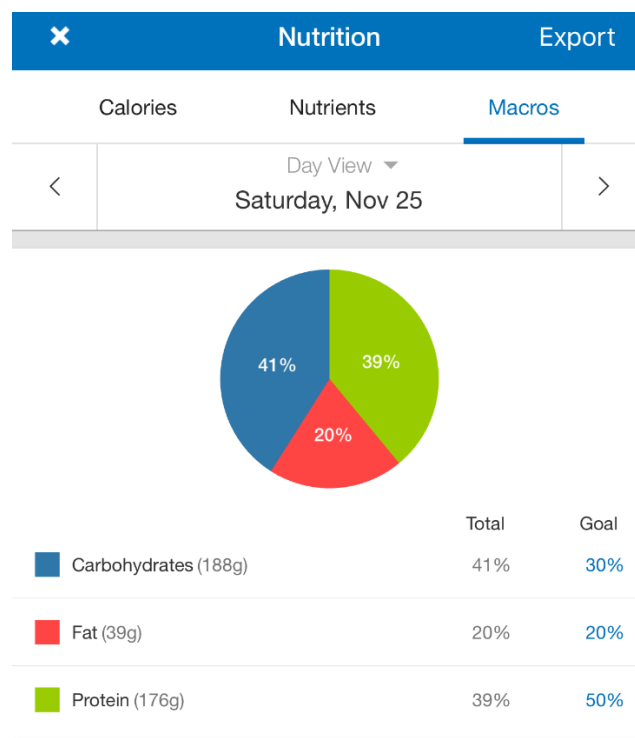 Nutrition Export
Calories Nutrients Macros
Day View
Saturday, Nov 25
41% 39%
20%
Total Goal
Carbohydrates (188g) 41% 30%
Fat (39g) 20% 20%
Protein (176g) 39% 50%